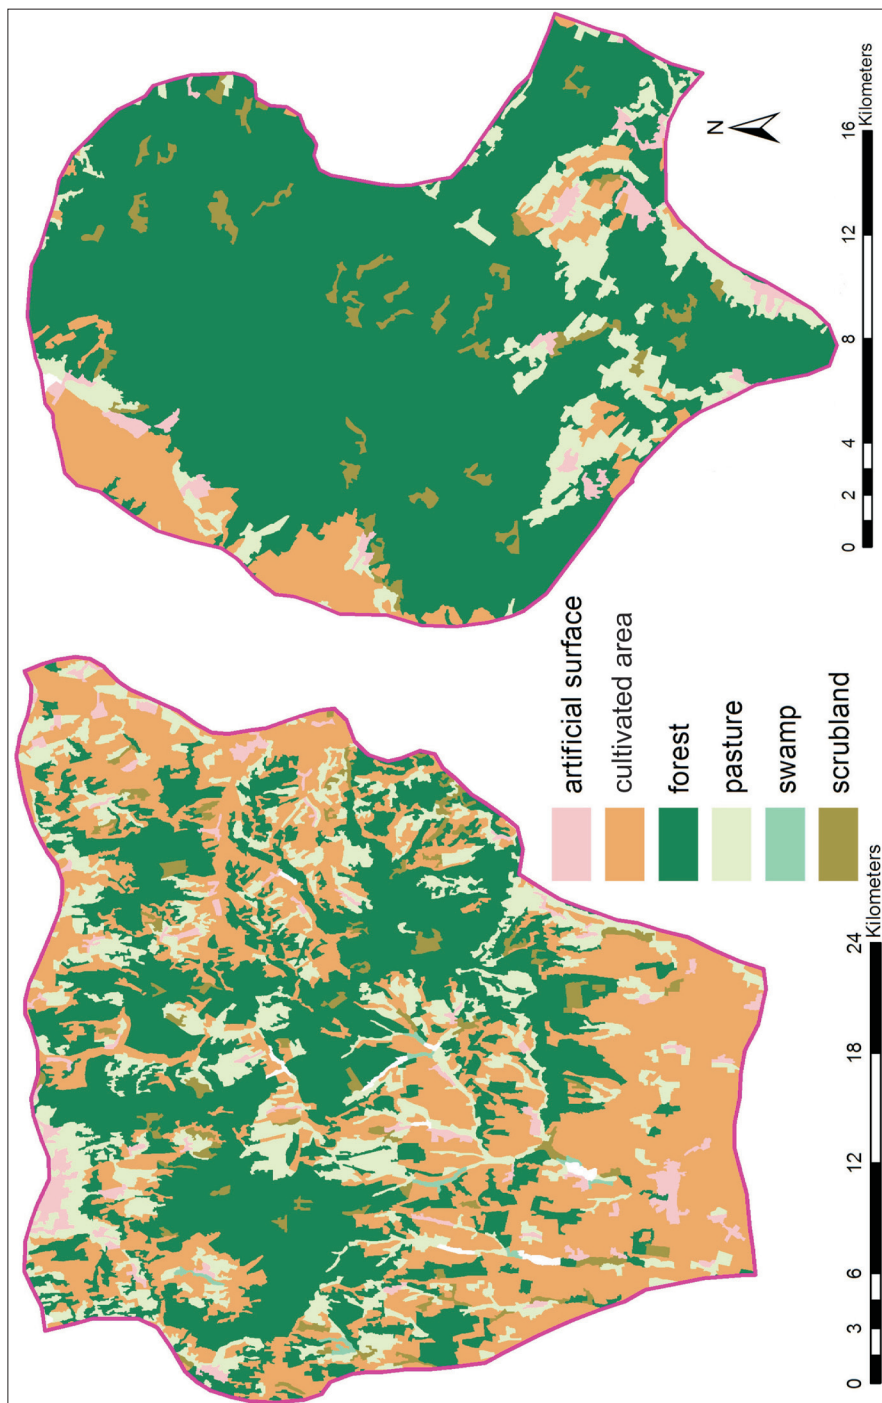 artificial surface
cultivated area
forest
pasture
swamp
scrubland
0 3 6 12 18 24
Kilometers
N
0 2 4 8 12 16
Kilometers